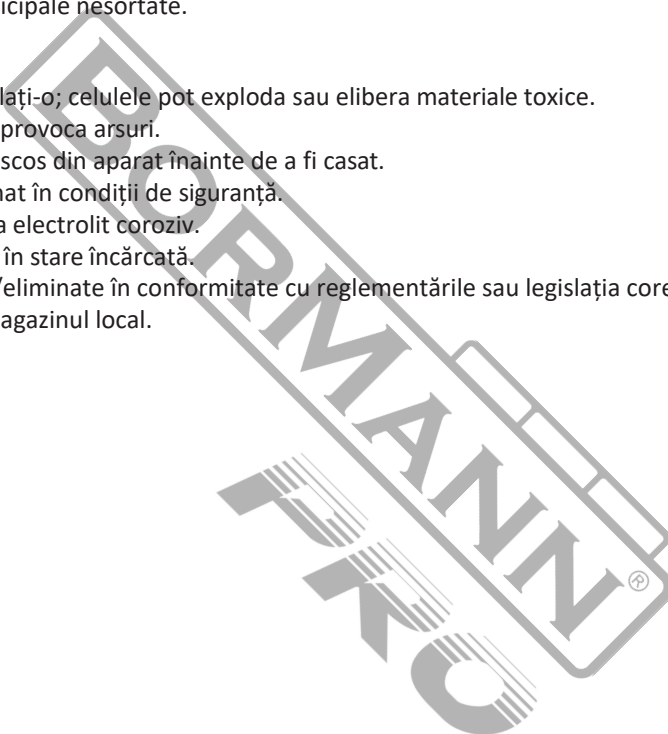 icipale nesortate.
lați-o; celulele pot exploda sau elibera materiale toxice.
provoca arsuri.
scos din aparat înainte de a fi casat.
nat în condiții de siguranță.
a electrolit coroziv.
în stare încărcată.
/eliminate în conformitate cu reglementările sau legislația core
agazinul local.
BORMANN®
PRO